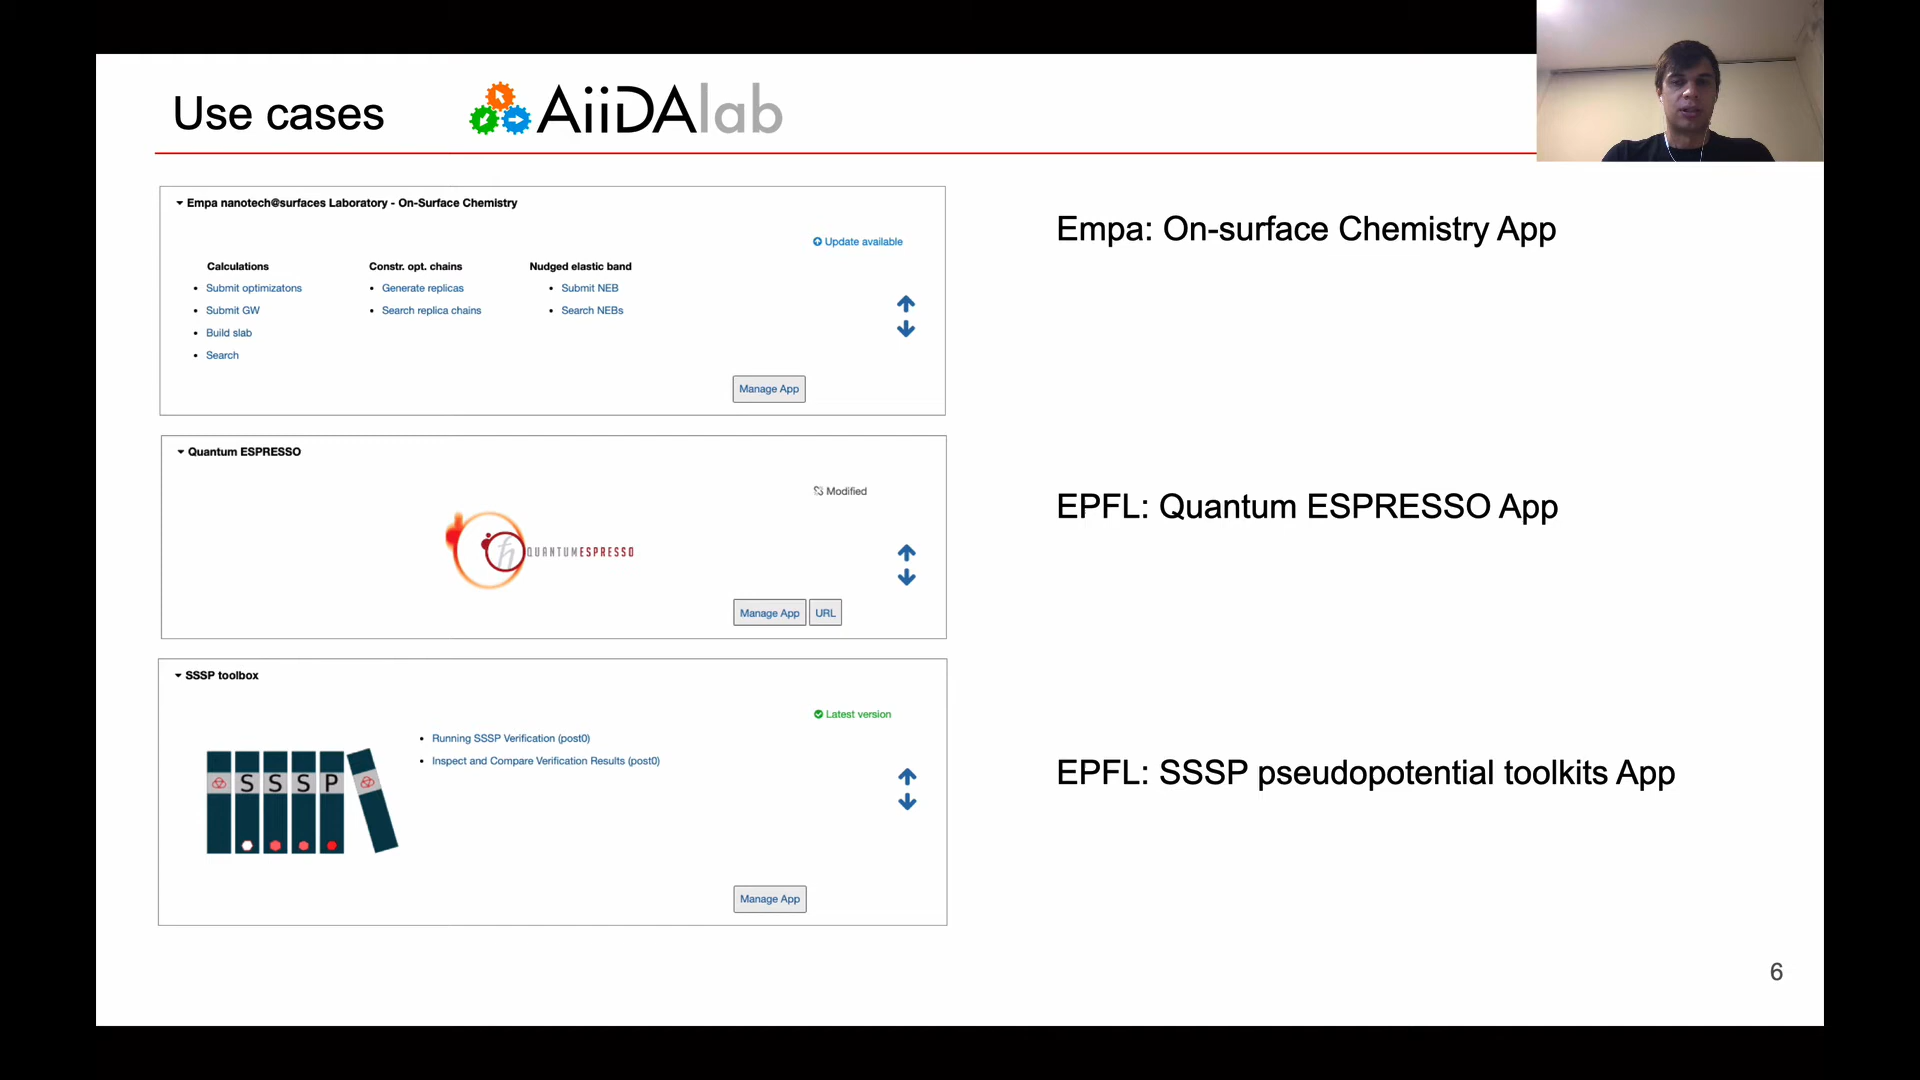 Use cases
AiiDAlab
Empa nanotech@surfaces Laboratory - On-Surface Chemistry
Update available
Calculations
Submit optimizatons
Submit GW
Build slab
Search
Constr. opt. chains
Generate replicas
Search replica chains
Nudged elastic band
Submit NEB
Search NEBs
Manage App
Empa: On-surface Chemistry App
Quantum ESPRESSO
Modified
ħ QUANTUMESPRESSO
Manage App
URL
EPFL: Quantum ESPRESSO App
SSSP toolbox
Latest version
S S S P
Running SSSP Verification (post0)
Inspect and Compare Verification Results (post0)
Manage App
EPFL: SSSP pseudopotential toolkits App
6